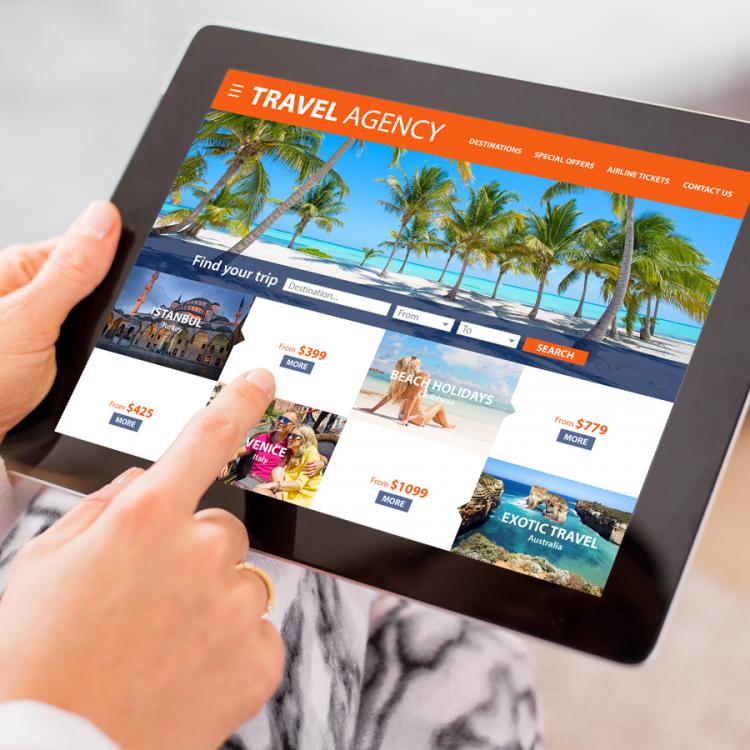 TRAVEL AGENCY
DESTINATIONS
SPECIAL OFFERS
AIRLINE TICKETS
CONTACT US
Find your trip
Destination...
From
To
SEARCH
ISTANBUL
Turkey
From $399
MORE
BEACH HOLIDAYS
Caribbean
From $779
MORE
From $425
MORE
VENICE
Italy
From $1099
MORE
EXOTIC TRAVEL
Australia